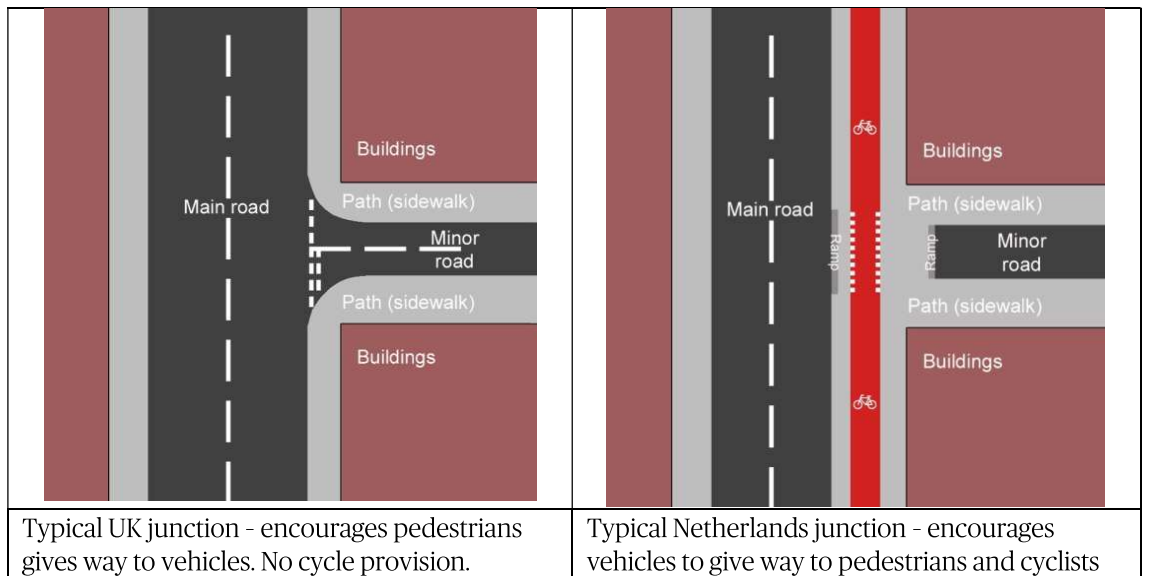 Buildings
Main road
Path (sidewalk)
Minor
road
Path (sidewalk)
Buildings
Typical UK junction – encourages pedestrians
gives way to vehicles. No cycle provision.
Buildings
Main road
Path (sidewalk)
Ramp
Ramp
Minor
road
Path (sidewalk)
Buildings
Typical Netherlands junction – encourages
vehicles to give way to pedestrians and cyclists